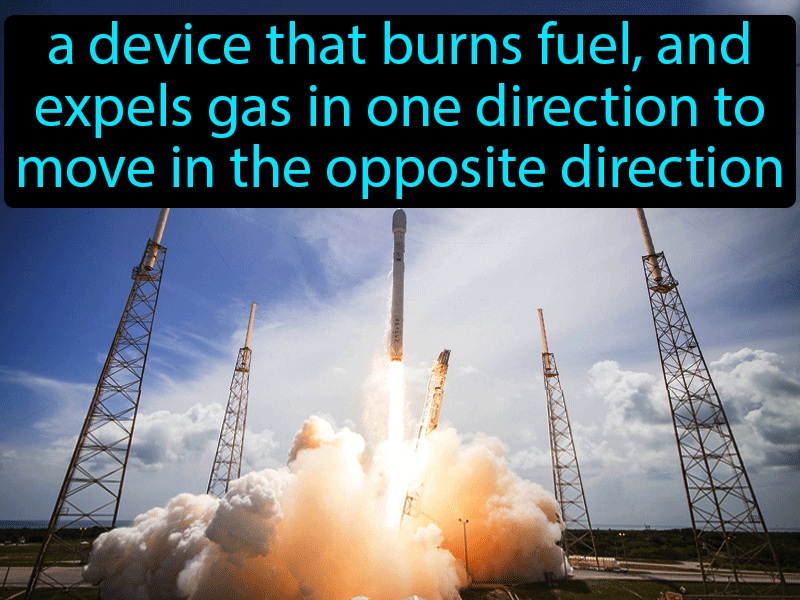 a device that burns fuel, and
expels gas in one direction to
move in the opposite direction